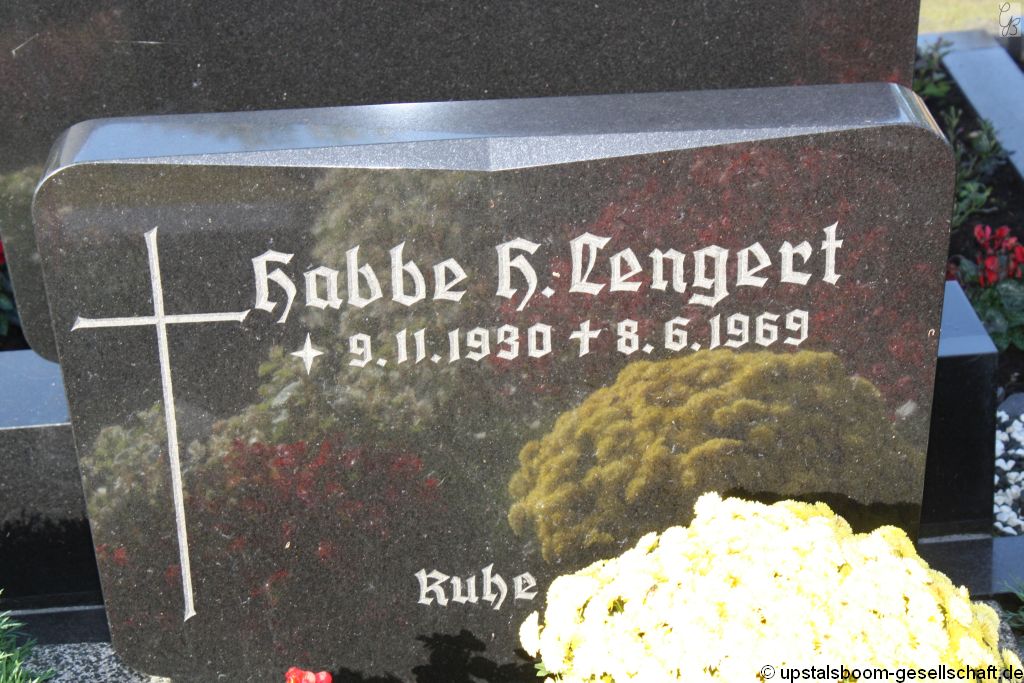 Habbe H. Lengert
✦ 9.11.1930 ✝ 8.6.1969
Ruhe
© upstalsboom-gesellschaft.de